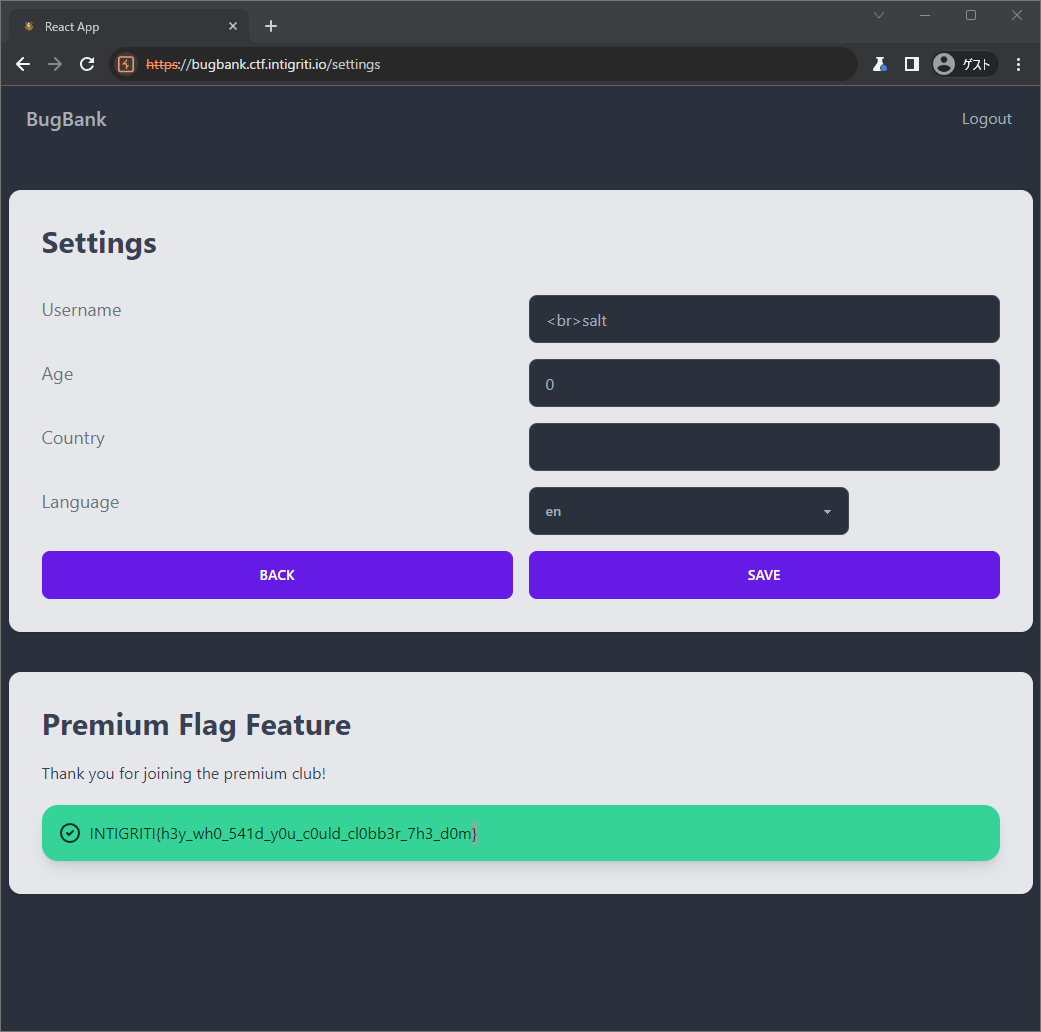 React App
https://bugbank.ctf.intigriti.io/settings
ゲスト
BugBank
Logout
Settings
Username
<br>salt
Age
0
Country
Language
en
BACK
SAVE
Premium Flag Feature
Thank you for joining the premium club!
INTIGRITI{h3y_wh0_541d_y0u_c0uld_cl0bb3r_7h3_d0m}